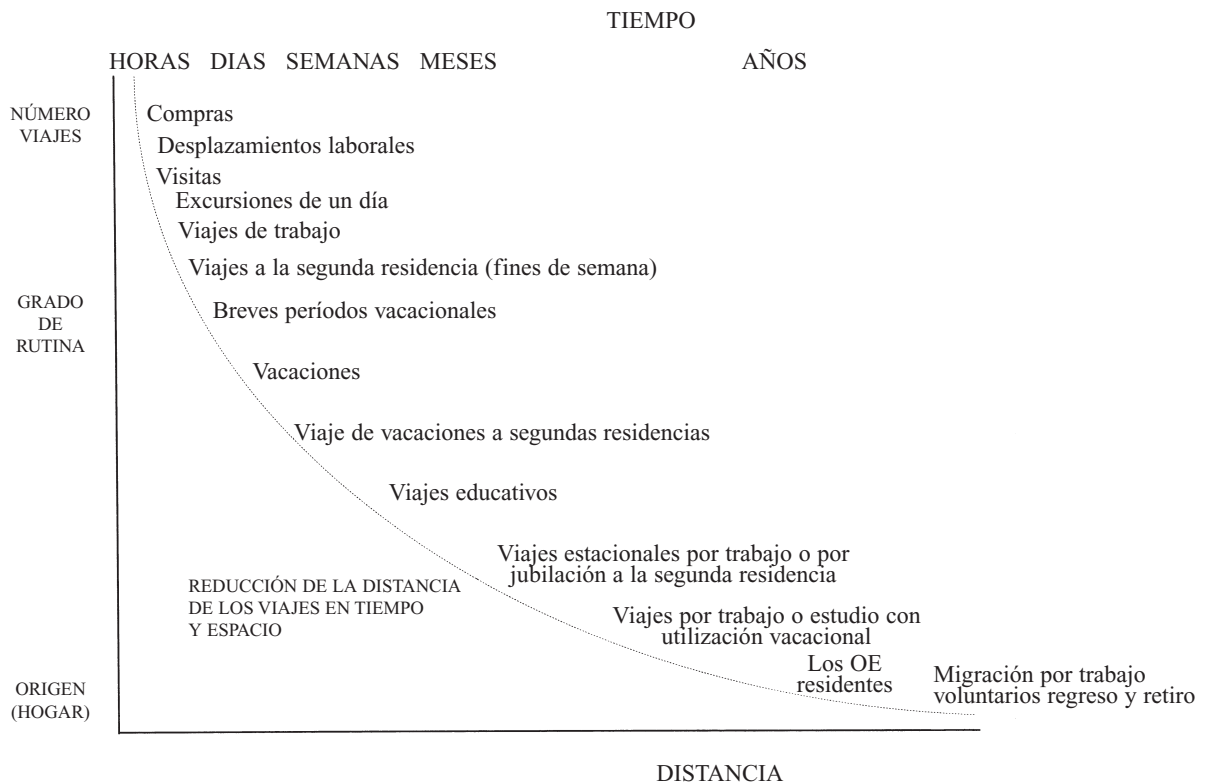 TIEMPO
HORAS DIAS SEMANAS MESES AÑOS
NÚMERO
VIAJES
Compras
Desplazamientos laborales
Visitas
Excursiones de un día
Viajes de trabajo
Viajes a la segunda residencia (fines de semana)
GRADO
DE
RUTINA
Breves períodos vacacionales
Vacaciones
Viaje de vacaciones a segundas residencias
Viajes educativos
Viajes estacionales por trabajo o por
jubilación a la segunda residencia
REDUCCIÓN DE LA DISTANCIA
DE LOS VIAJES EN TIEMPO
Y ESPACIO
Viajes por trabajo o estudio con
utilización vacacional
Los OE
residentes
Migración por trabajo
voluntarios regreso y retiro
ORIGEN
(HOGAR)
DISTANCIA